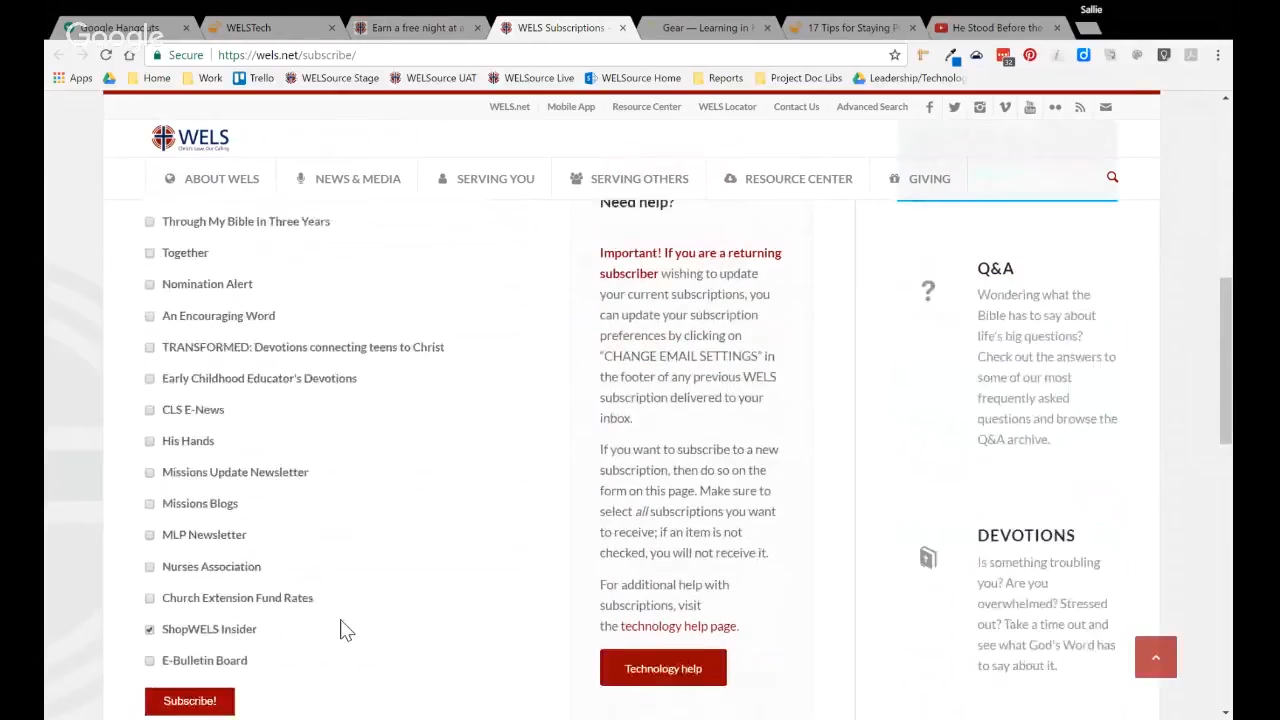 Sallie
Google Hangouts
WELSTech
Earn a free night at a
WELS Subscriptions -
Gear — Learning in
17 Tips for Staying P
He Stood Before the
Google
Secure
https://wels.net/subscribe/
32
Apps
Home
Work
Trello
WELSource Stage
WELSource UAT
WELSource Live
WELSource Home
Reports
Project Doc Libs
Leadership/Technolog
WELS.net
Mobile App
Resource Center
WELS Locator
Contact Us
Advanced Search
WELS
Christ's Love, Our Calling
ABOUT WELS
NEWS & MEDIA
SERVING YOU
SERVING OTHERS
RESOURCE CENTER
GIVING
Through My Bible in Three Years
Together
Nomination Alert
An Encouraging Word
TRANSFORMED: Devotions connecting teens to Christ
Early Childhood Educator's Devotions
CLS E-News
His Hands
Missions Update Newsletter
Missions Blogs
MLP Newsletter
Nurses Association
Church Extension Fund Rates
ShopWELS Insider
E-Bulletin Board
Subscribe!
Need help?
Important! If you are a returning
subscriber wishing to update
your current subscriptions, you
can update your subscription
preferences by clicking on
“CHANGE EMAIL SETTINGS” in
the footer of any previous WELS
subscription delivered to your
inbox.
If you want to subscribe to a new
subscription, then do so on the
form on this page. Make sure to
select all subscriptions you want
to receive; if an item is not
checked, you will not receive it.
For additional help with
subscriptions, visit
the technology help page.
Technology help
Q&A
Wondering what the
Bible has to say about
life's big questions?
Check out the answers to
some of our most
frequently asked
questions and browse the
Q&A archive.
DEVOTIONS
Is something troubling
you? Are you
overwhelmed? Stressed
out? Take a time out and
see what God's Word has
to say about it.